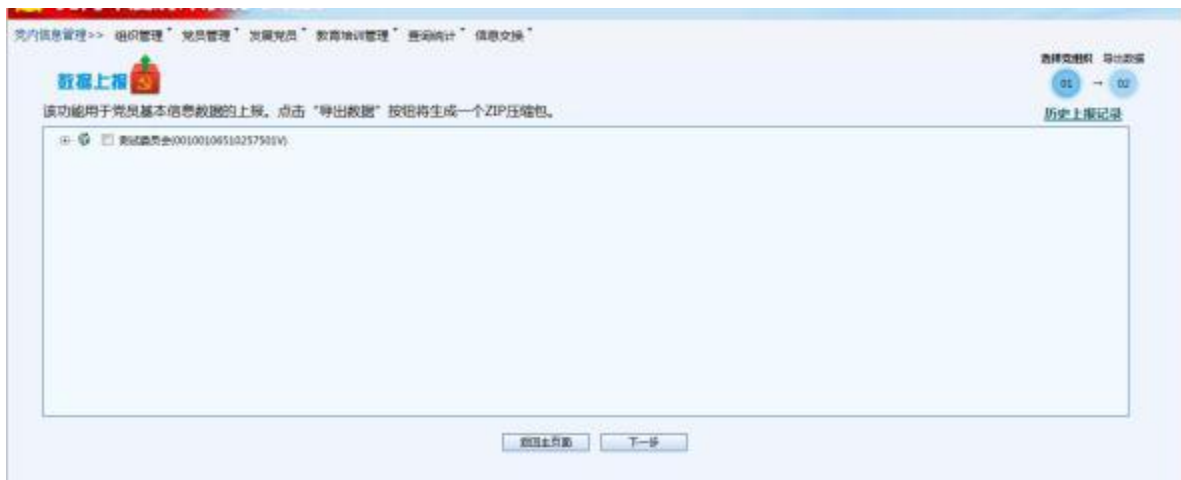 党内信息管理>> 组织管理 党员管理 发展党员 教育培训管理 查询统计 信息交换
选择党组织 导出数据
数据上报
01 → 02
该功能用于党员基本信息数据的上报。点击“导出数据”按钮将生成一个ZIP压缩包。
历史上报记录
测试委员会(00100106510257501V)
返回主页面 下一步